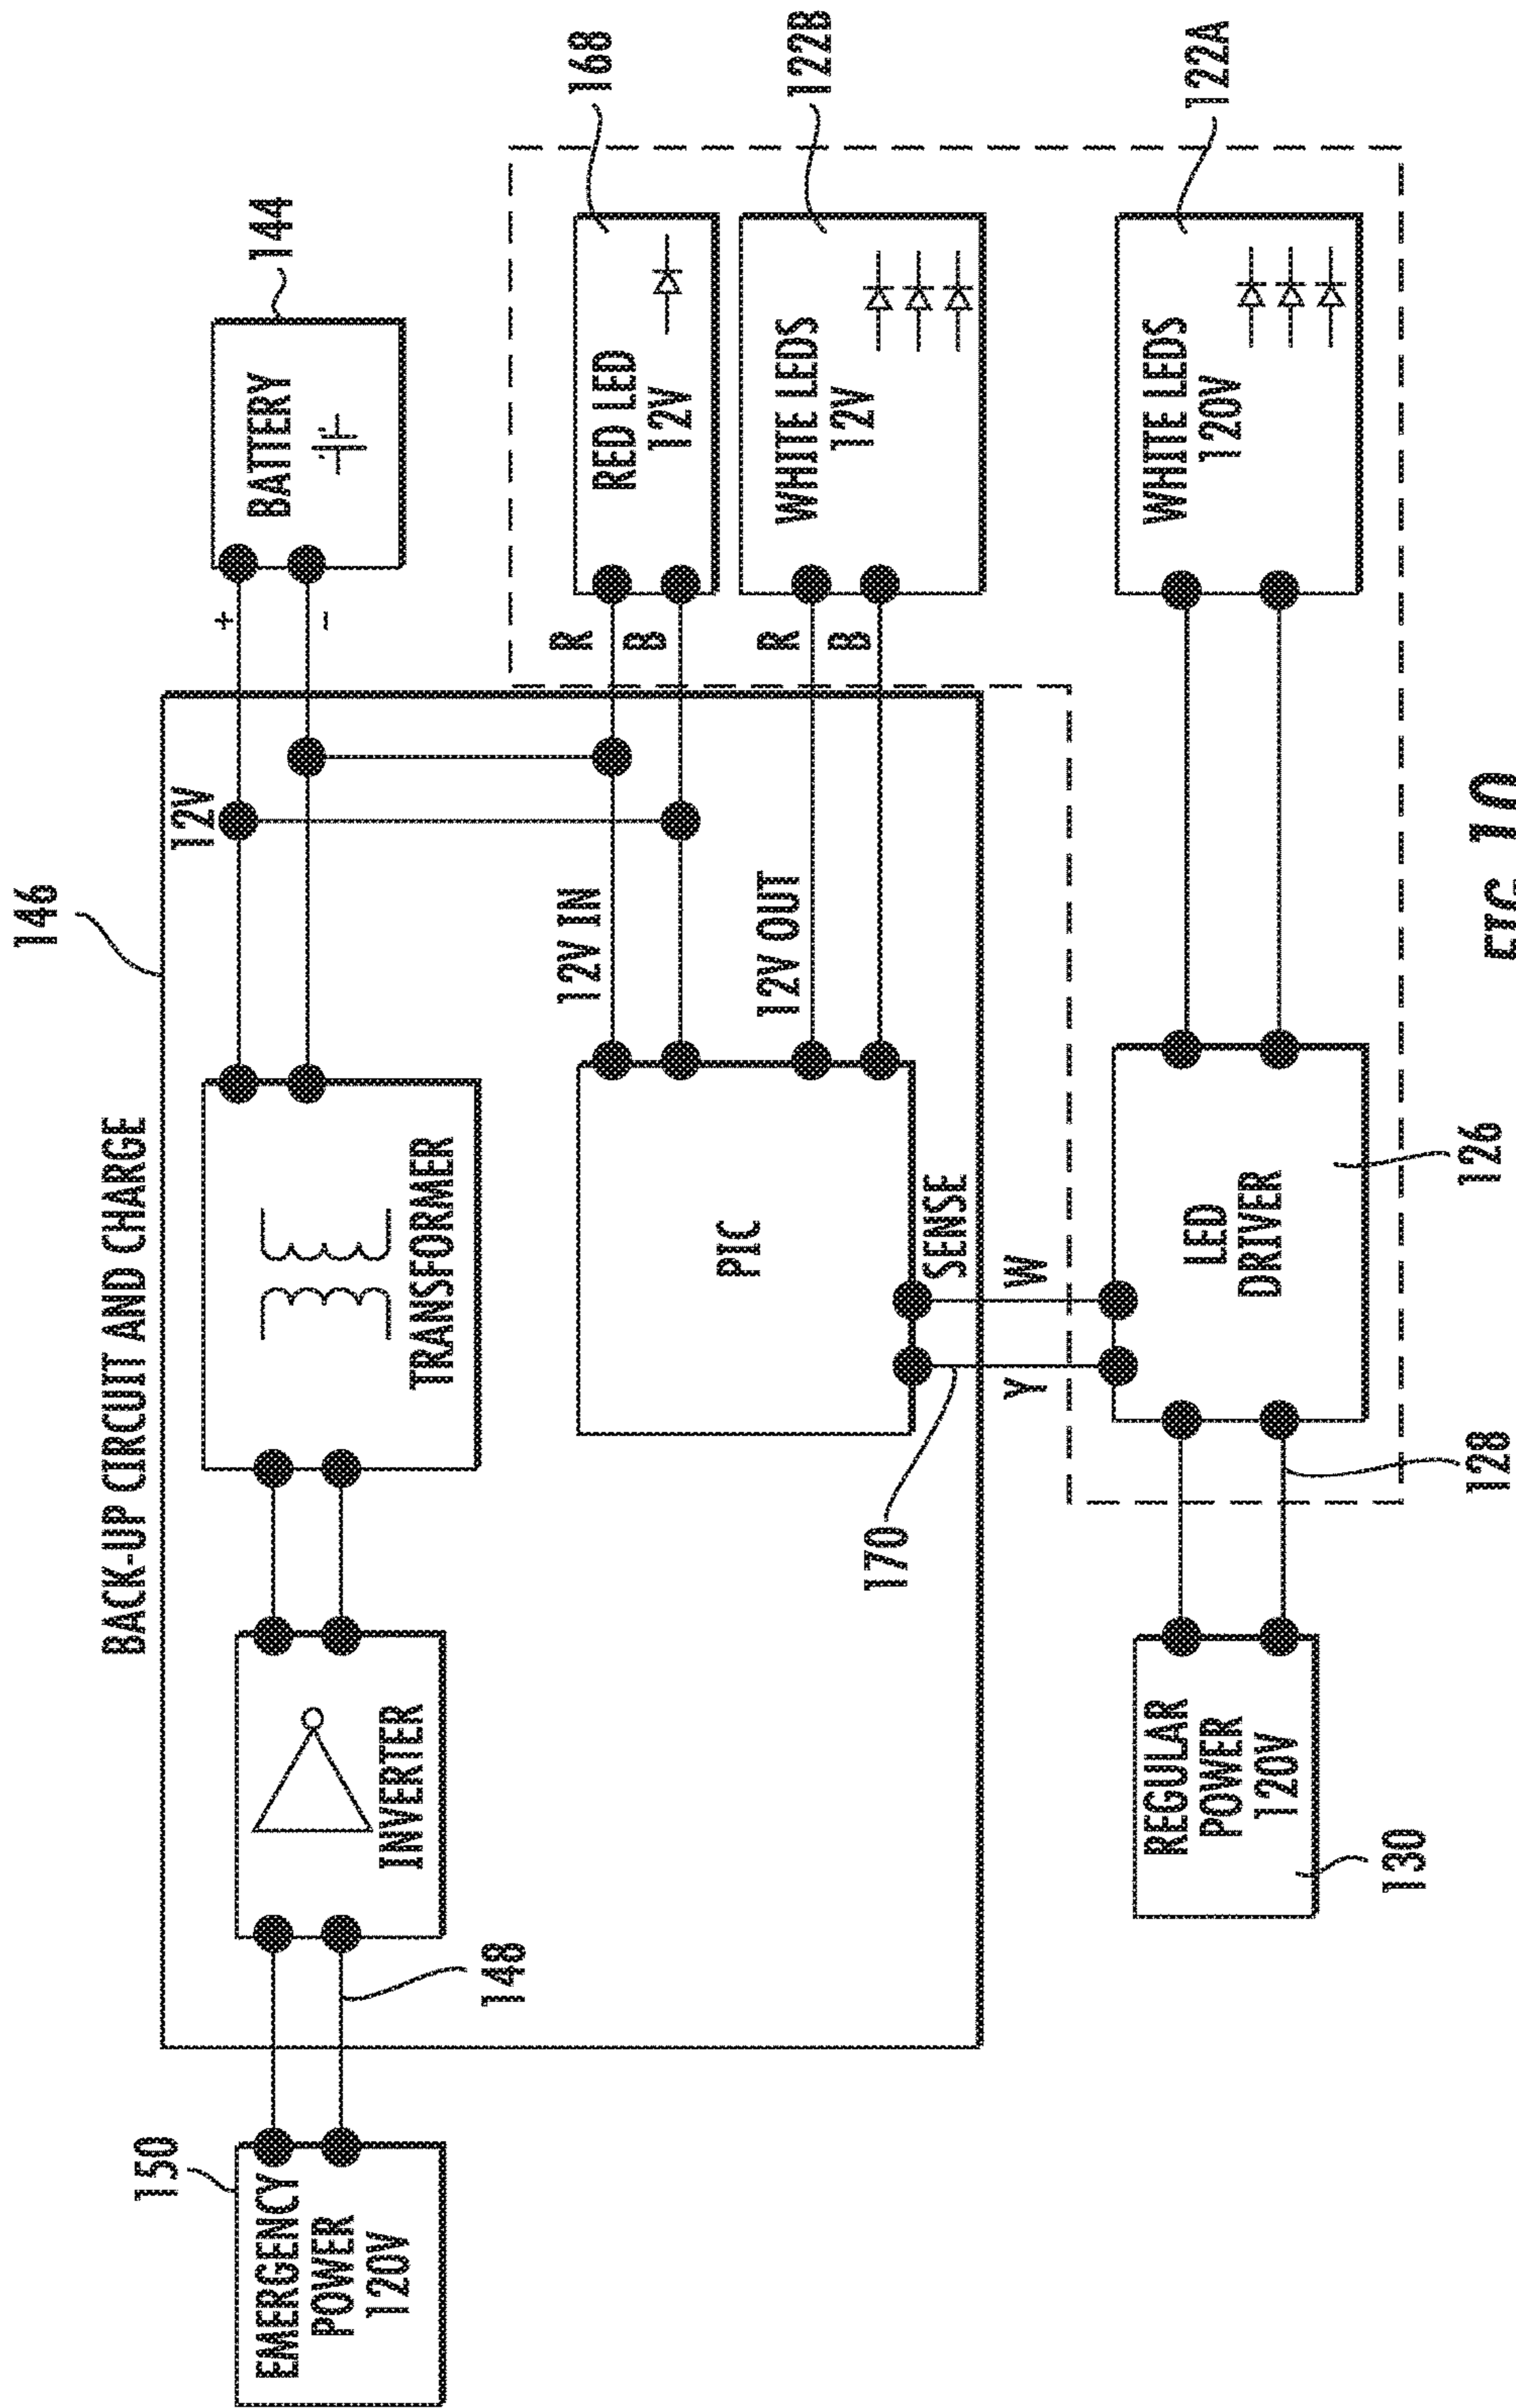 146
BACK-UP CIRCUIT AND CHARGE
150
EMERGENCY
POWER
120V
148
INVERTER
TRANSFORMER
12V
+
−
BATTERY
144
12V IN
12V OUT
PIC
SENSE
170
Y
W
R
B
RED LED
12V
168
R
B
WHITE LEDS
12V
122B
REGULAR
POWER
120V
130
128
LED
DRIVER
126
WHITE LEDS
120V
122A
FIG. 10